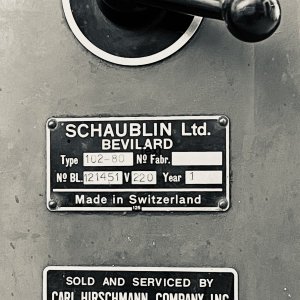 SCHAUBLIN Ltd.
BEVILARD
Type 102-80 Nº Fabr.
Nº BL. 121451 V 220 Year 1
Made in Switzerland
125
SOLD AND SERVICED BY
CARL HIRSCHMANN COMPANY INC